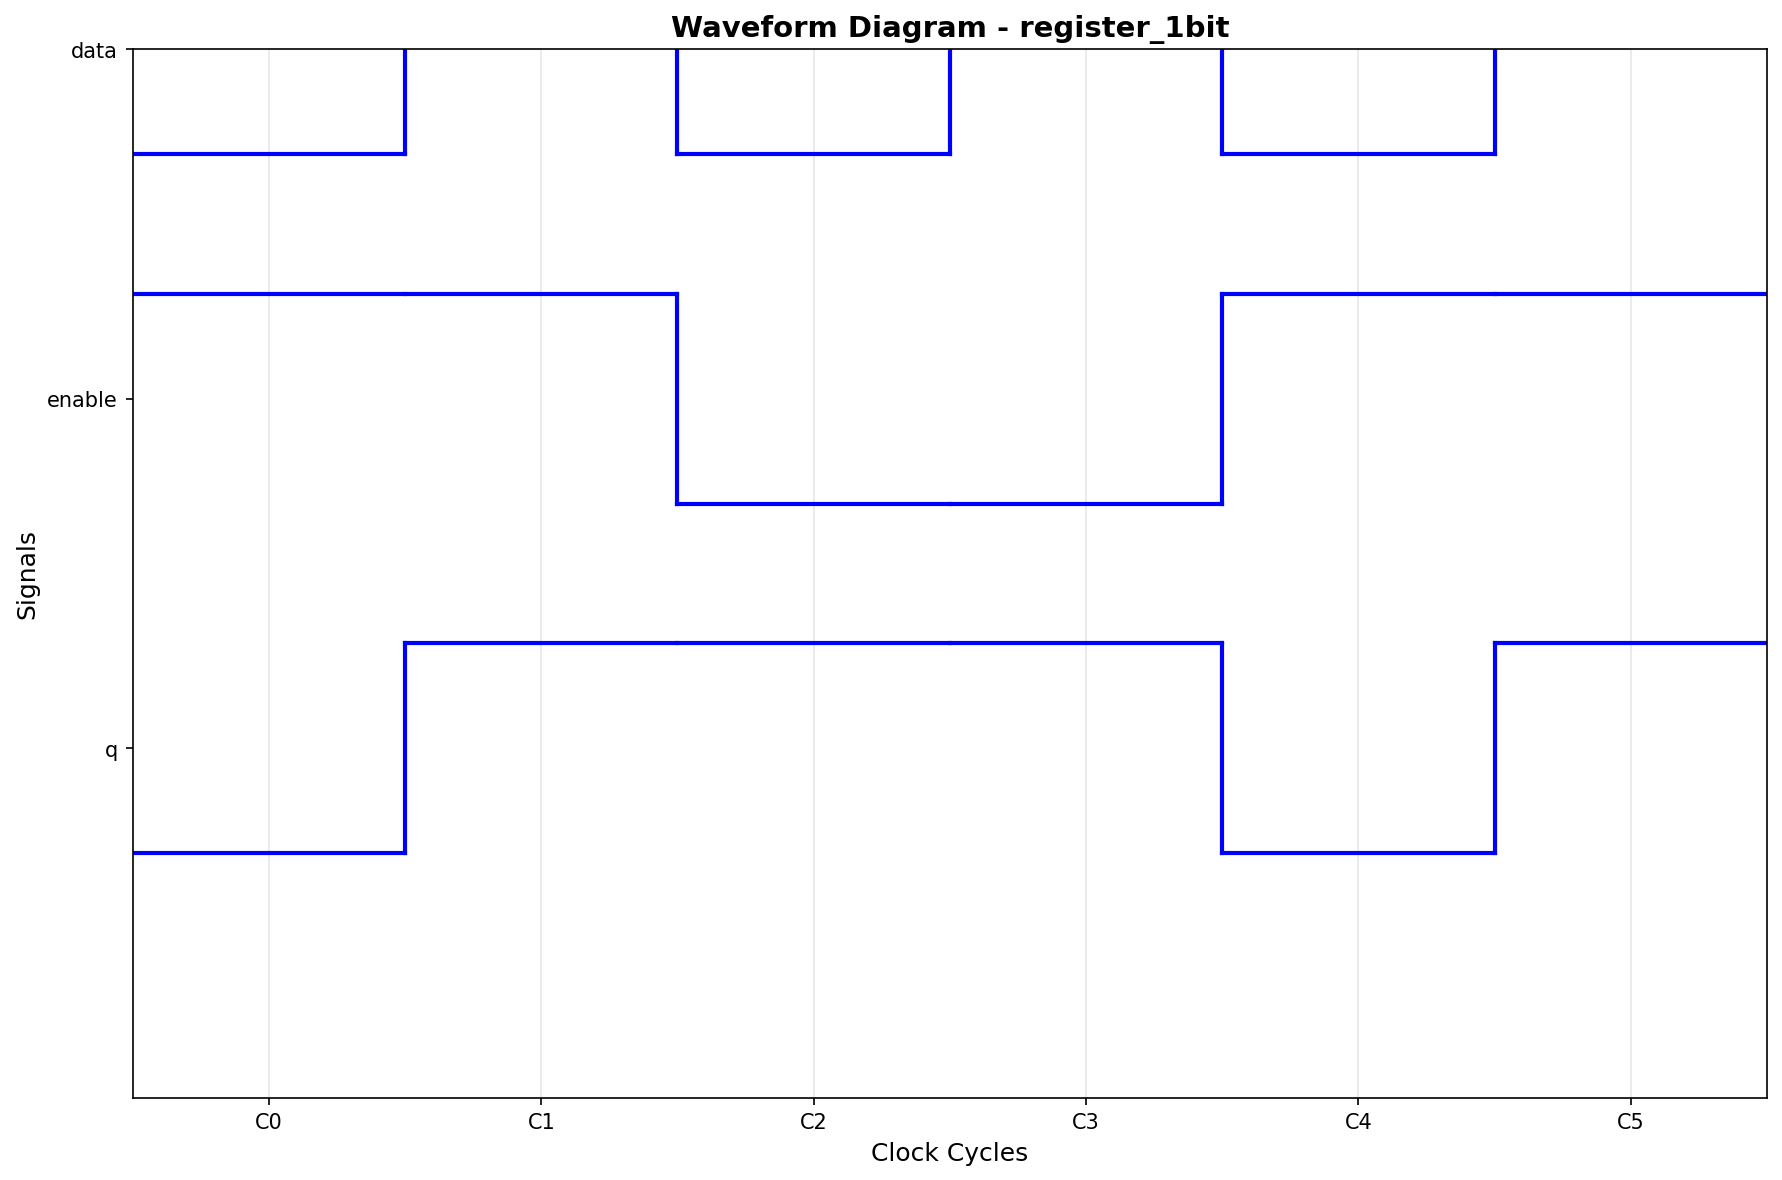 Waveform Diagram - register_1bit
data
enable
q
Signals
C0 C1 C2 C3 C4 C5
Clock Cycles